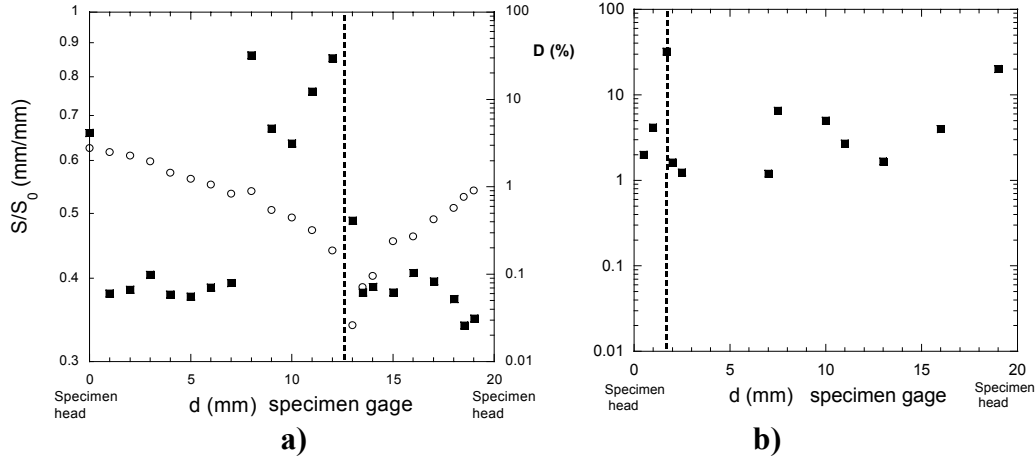 1
0.9
0.8
0.7
0.6
0.5
0.4
0.3
S/S0 (mm/mm)
100
10
1
0.1
0.01
D (%)
0 5 10 15 20
Specimen head
d (mm) specimen gage
Specimen head
a)
100
10
1
0.1
0.01
0 5 10 15 20
Specimen head
d (mm) specimen gage
Specimen head
b)